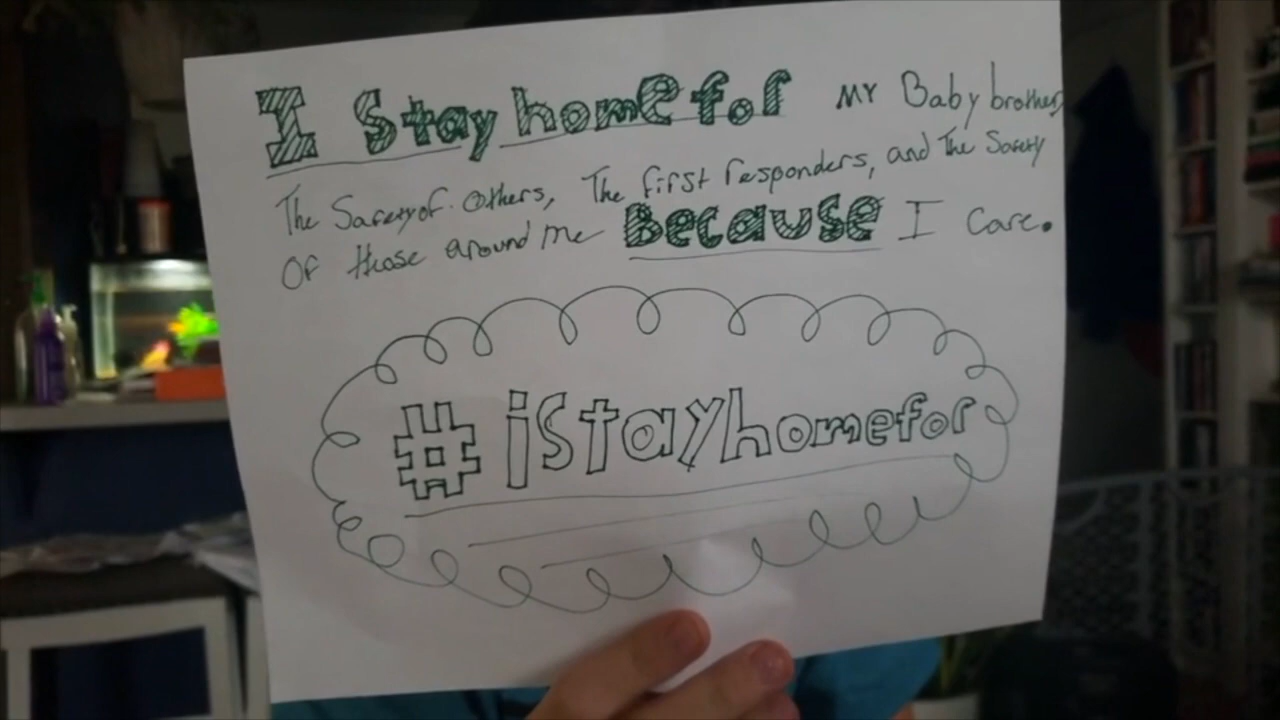 I Stay home for MY Baby brother,
The Safety of Others, The first responders, and The Safety
Of those around me Because I Care.
#istayhomefor